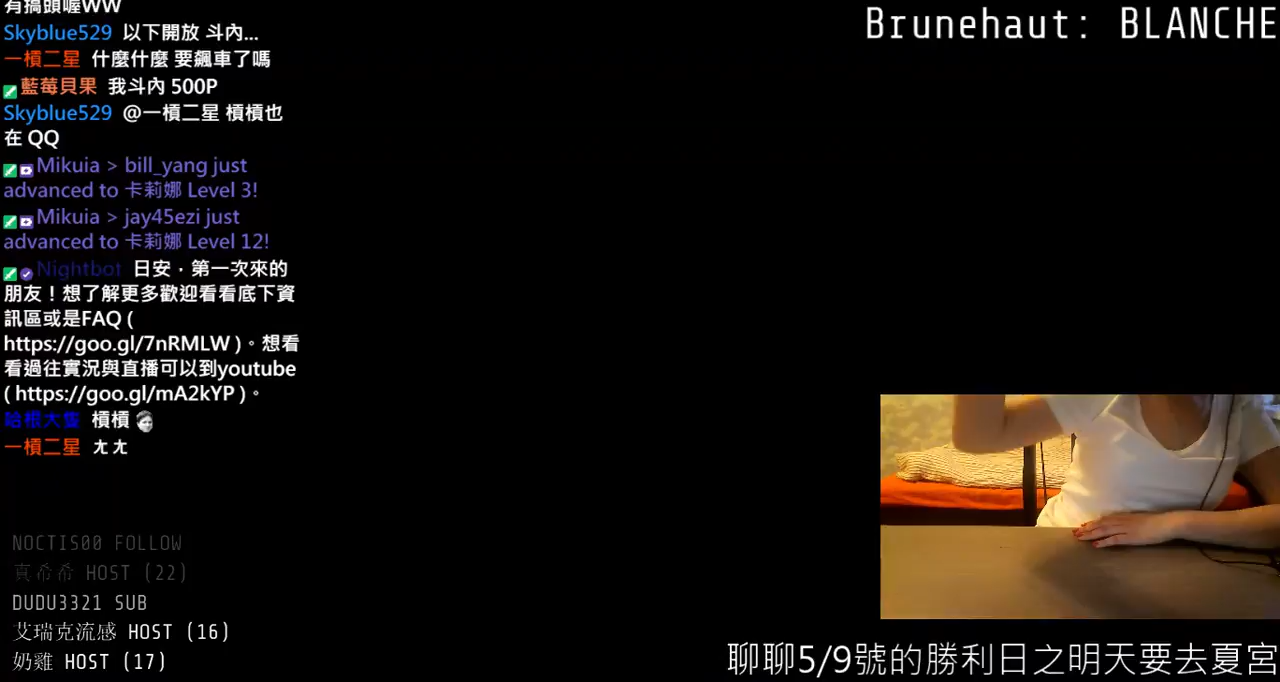 有搞頭喔WW
Skyblue529 以下開放 斗內...
一槓二星 什麼什麼 要飆車了嗎
藍莓貝果 我斗內 500P
Skyblue529 @一槓二星 槓槓也
在 QQ
Mikuia > bill_yang just
advanced to 卡莉娜 Level 3!
Mikuia > jay45ezi just
advanced to 卡莉娜 Level 12!
Nightbot 日安．第一次來的
朋友！想了解更多歡迎看看底下資
訊區或是FAQ (
https://goo.gl/7nRMLW )。想看
看過往實況與直播可以到youtube
( https://goo.gl/mA2kYP )。
哈根大隻 槓槓
一槓二星 ㄤㄤ
NOCTIS00 FOLLOW
真希希 HOST (22)
DUDU3321 SUB
艾瑞克流感 HOST (16)
奶雞 HOST (17)
Brunehaut: BLANCHE
聊聊5/9號的勝利日之明天要去夏宮